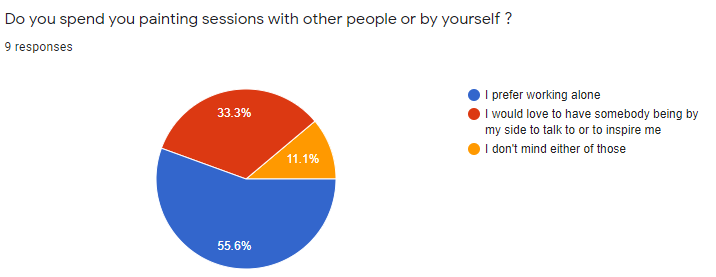 Do you spend you painting sessions with other people or by yourself ?
9 responses
33.3%
11.1%
55.6%
I prefer working alone
I would love to have somebody being by
my side to talk to or to inspire me
I don't mind either of those